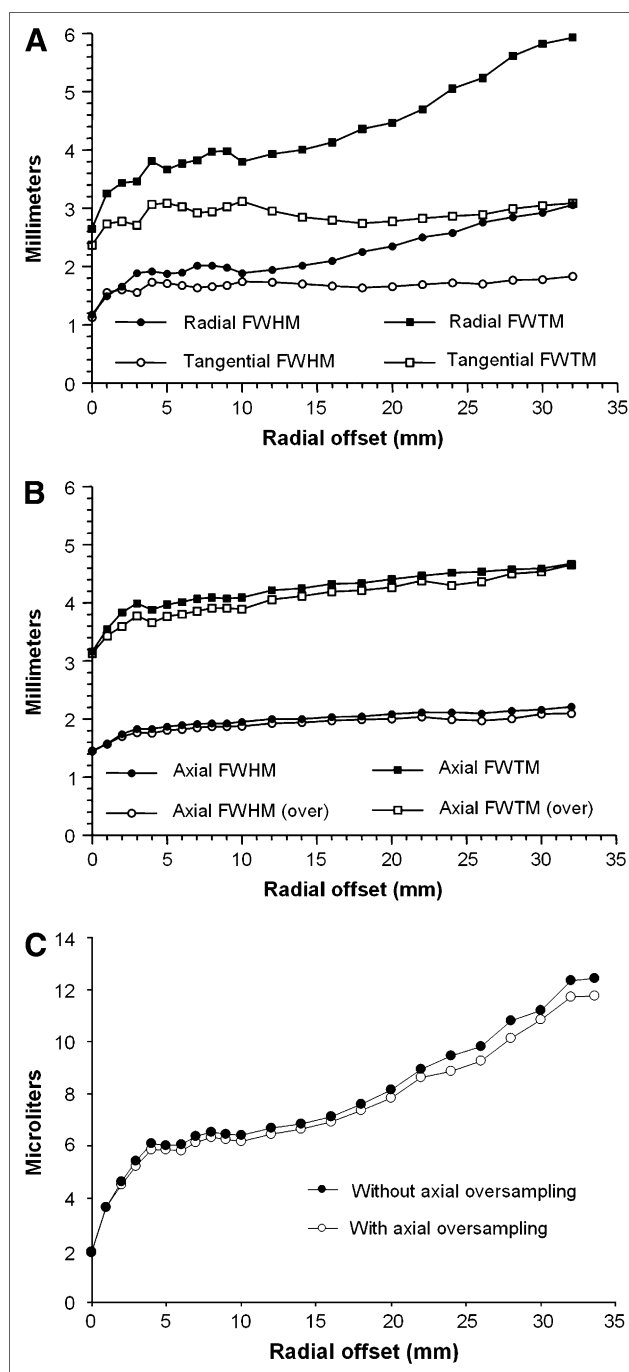 A
6
5
4
3
2
1
0
Millimeters
Radial FWHM
Radial FWTM
Tangential FWHM
Tangential FWTM
0 5 10 15 20 25 30 35
Radial offset (mm)
B
6
5
4
3
2
1
0
Millimeters
Axial FWHM
Axial FWTM
Axial FWHM (over)
Axial FWTM (over)
0 5 10 15 20 25 30 35
Radial offset (mm)
C
14
12
10
8
6
4
2
0
Microliters
Without axial oversampling
With axial oversampling
0 5 10 15 20 25 30 35
Radial offset (mm)